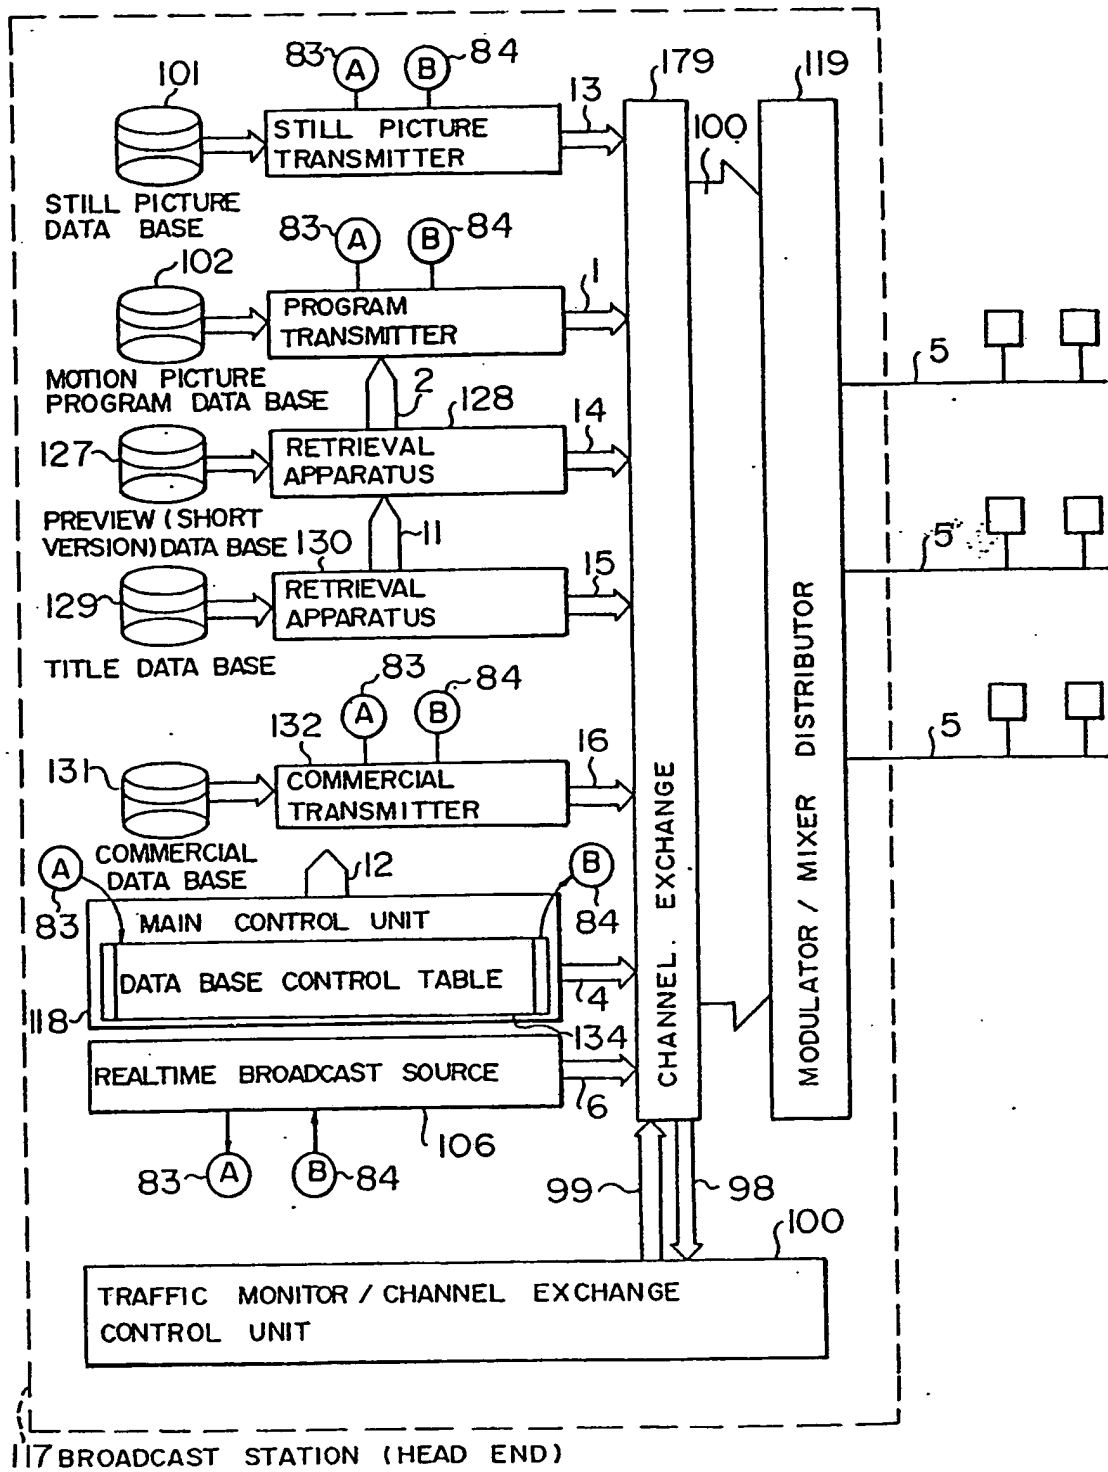 83 A B 84
101
13
179
119
100
STILL PICTURE
TRANSMITTER
STILL PICTURE
DATA BASE
83 A B 84
102
1
PROGRAM
TRANSMITTER
MOTION PICTURE
PROGRAM DATA BASE
2
128
14
5
127
RETRIEVAL
APPARATUS
PREVIEW (SHORT
VERSION) DATA BASE
130
11
15
5
129
RETRIEVAL
APPARATUS
TITLE DATA BASE
83 A B 84
132
16
5
131
COMMERCIAL
TRANSMITTER
COMMERCIAL
DATA BASE
12
A
83
B
84
MAIN CONTROL UNIT
DATA BASE CONTROL TABLE
118
4
134
REALTIME BROADCAST SOURCE
6
106
83 A B 84
CHANNEL. EXCHANGE
MODULATOR / MIXER DISTRIBUTOR
99
98
100
TRAFFIC MONITOR / CHANNEL EXCHANGE
CONTROL UNIT
117 BROADCAST STATION (HEAD END)